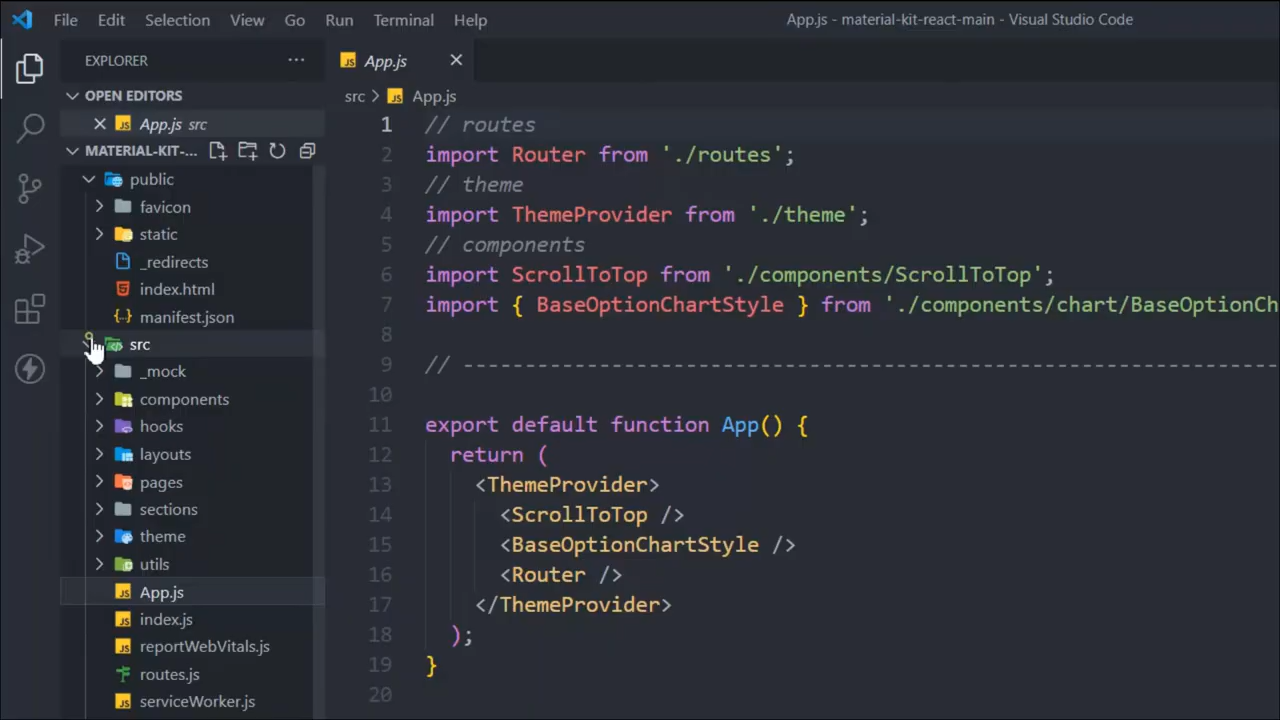 File Edit Selection View Go Run Terminal Help
App.js - material-kit-react-main - Visual Studio Code
EXPLORER
OPEN EDITORS
App.js src
MATERIAL-KIT-...
public
favicon
static
_redirects
index.html
manifest.json
src
_mock
components
hooks
layouts
pages
sections
theme
utils
App.js
index.js
reportWebVitals.js
routes.js
serviceWorker.js
App.js
src > App.js
1 // routes
2 import Router from './routes';
3 // theme
4 import ThemeProvider from './theme';
5 // components
6 import ScrollToTop from './components/ScrollToTop';
7 import { BaseOptionChartStyle } from './components/chart/BaseOptionCh
8
9 // ----------------------------------------------------------------------
10
11 export default function App() {
12 return (
13 <ThemeProvider>
14 <ScrollToTop />
15 <BaseOptionChartStyle />
16 <Router />
17 </ThemeProvider>
18 );
19 }
20